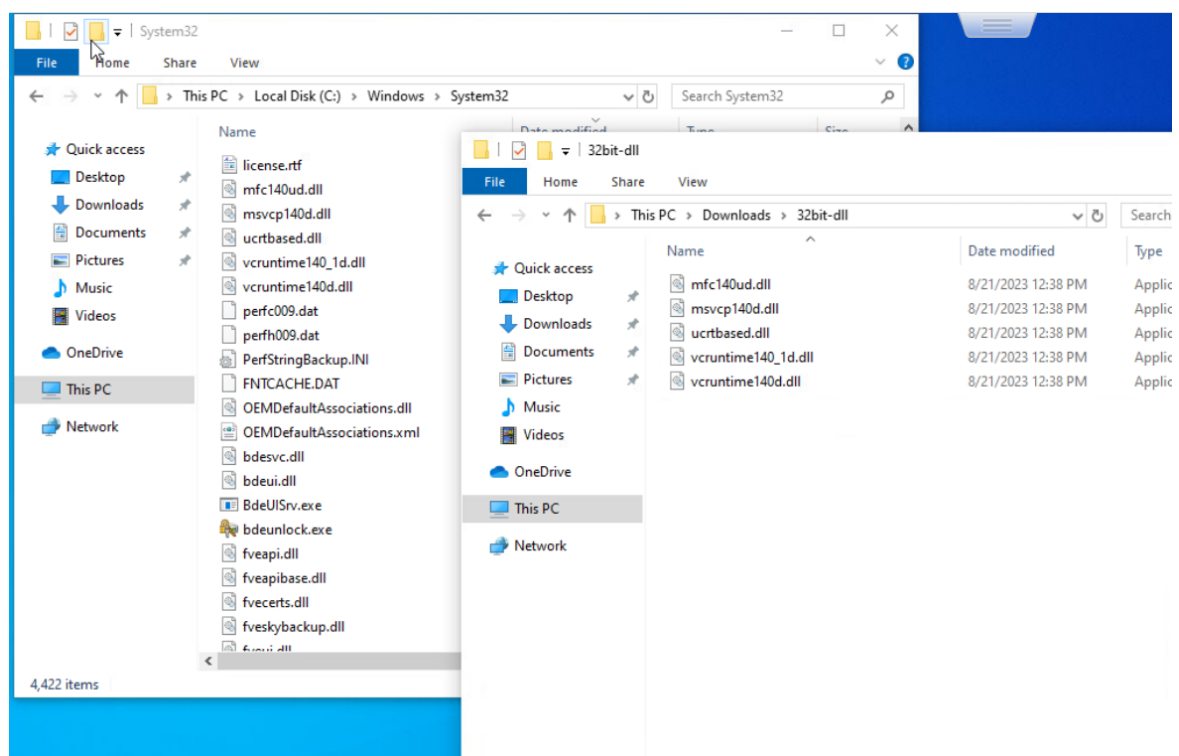 System32
File Home Share View
This PC > Local Disk (C:) > Windows > System32
Search System32
Quick access
Desktop
Downloads
Documents
Pictures
Music
Videos
OneDrive
This PC
Network
Name Date modified Type Size
license.rtf
mfc140ud.dll
msvcp140d.dll
ucrtbased.dll
vcruntime140_1d.dll
vcruntime140d.dll
perfc009.dat
perfh009.dat
PerfStringBackup.INI
FNTCACHE.DAT
OEMDefaultAssociations.dll
OEMDefaultAssociations.xml
bdesvc.dll
bdeui.dll
BdeUISrv.exe
bdeunlock.exe
fveapi.dll
fveapibase.dll
fvecerts.dll
fveskybackup.dll
fveui.dll
4,422 items
32bit-dll
File Home Share View
This PC > Downloads > 32bit-dll
Search
Quick access
Desktop
Downloads
Documents
Pictures
Music
Videos
OneDrive
This PC
Network
Name Date modified Type
mfc140ud.dll 8/21/2023 12:38 PM Applic
msvcp140d.dll 8/21/2023 12:38 PM Applic
ucrtbased.dll 8/21/2023 12:38 PM Applic
vcruntime140_1d.dll 8/21/2023 12:38 PM Applic
vcruntime140d.dll 8/21/2023 12:38 PM Applic